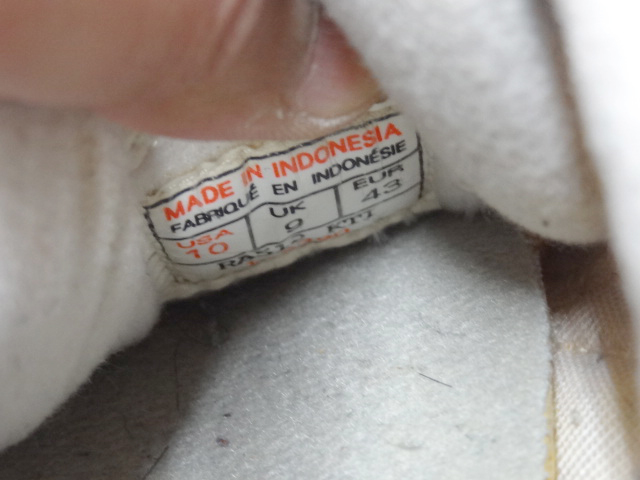 MADE IN INDONESIA
FABRIQUÉ EN INDONÉSIE
USA UK EUR
10 9 43